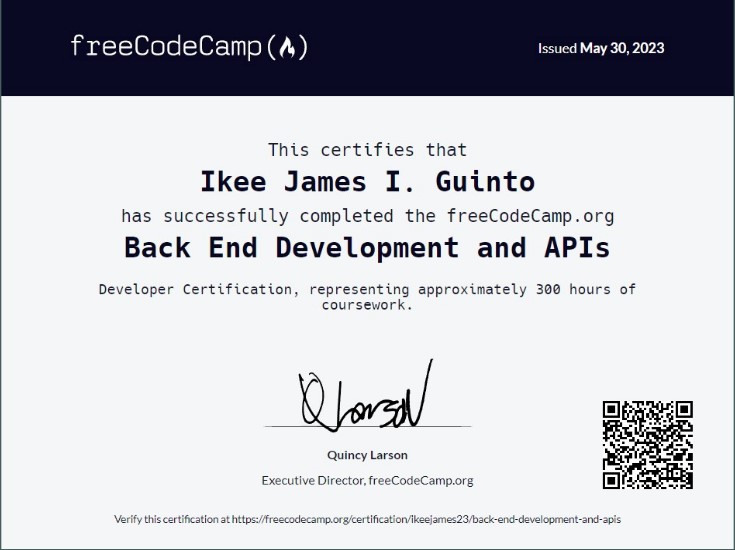 freeCodeCamp(🔥)
Issued May 30, 2023
This certifies that
Ikee James I. Guinto
has successfully completed the freeCodeCamp.org
Back End Development and APIs
Developer Certification, representing approximately 300 hours of
coursework.
Q Larson
Quincy Larson
Executive Director, freeCodeCamp.org
Verify this certification at https://freecodecamp.org/certification/ikeejames23/back-end-development-and-apis